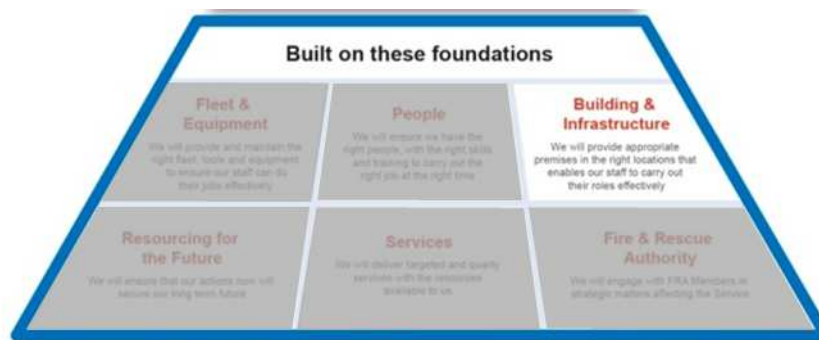 Built on these foundations
Fleet &
Equipment
We will provide and maintain the
right fleet, tools and equipment
to ensure our staff can do
their jobs effectively
People
We will ensure we have the
right people, with the right skills
and training to carry out the
right job at the right time
Building &
Infrastructure
We will provide appropriate
premises in the right locations that
enables our staff to carry out
their roles effectively
Resourcing for
the Future
We will ensure that our actions now will
secure our long term future
Services
We will deliver targeted and quality
services with the resources
available to us
Fire & Rescue
Authority
We will engage with FRA Members in
strategic matters affecting the Service